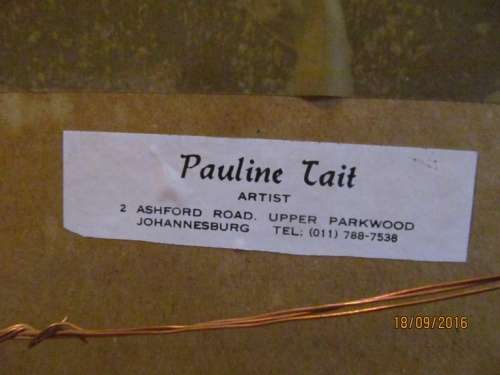 Pauline Tait
ARTIST
2 ASHFORD ROAD. UPPER PARKWOOD
JOHANNESBURG TEL: (011) 788-7538
18/09/2016